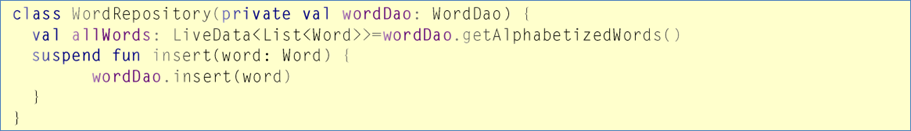 class WordRepository(private val wordDao: WordDao) {
  val allWords: LiveData<List<Word>>=wordDao.getAlphabetizedWords()
  suspend fun insert(word: Word) {
        wordDao.insert(word)
  }
}